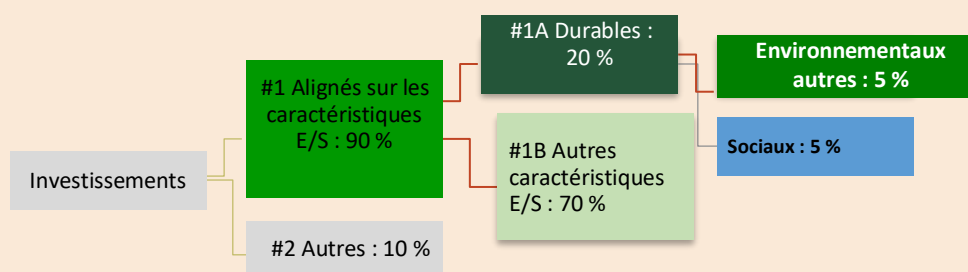 Investissements
#1 Alignés sur les
caractéristiques
E/S : 90 %
#2 Autres : 10 %
#1A Durables :
20 %
#1B Autres
caractéristiques
E/S : 70 %
Environnementaux
autres : 5 %
Sociaux : 5 %